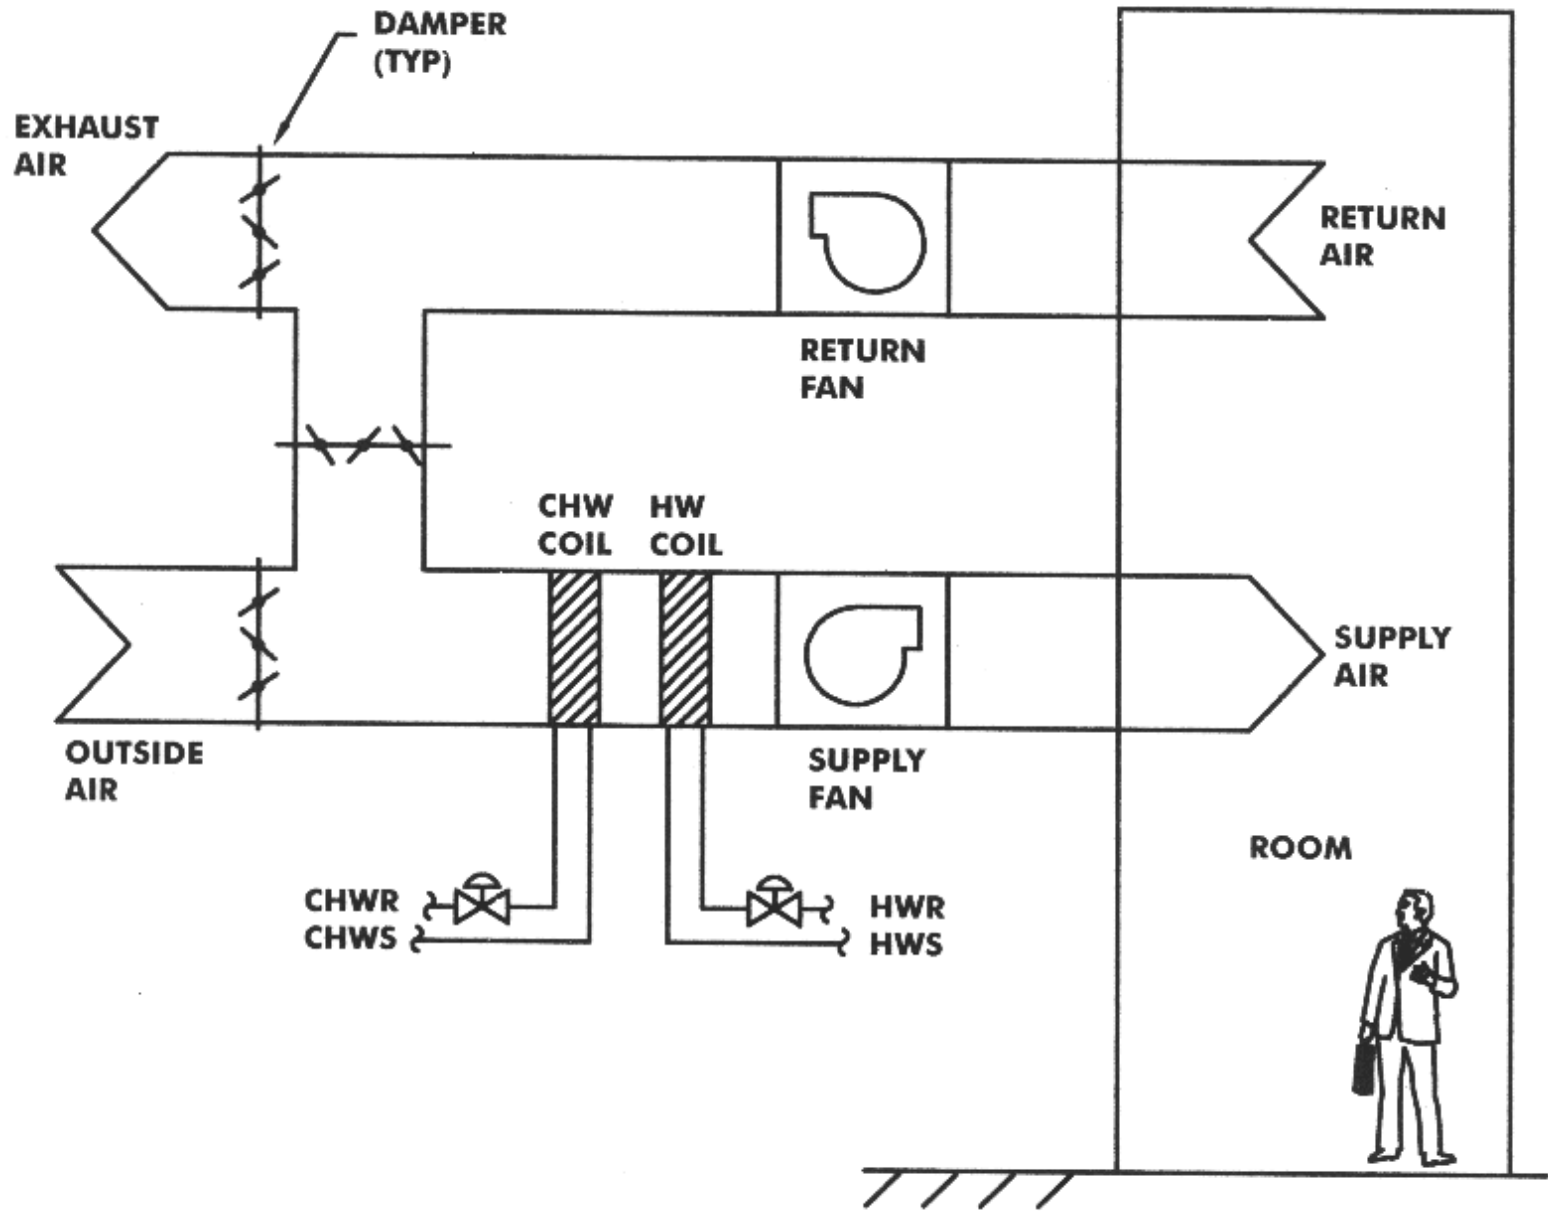 DAMPER
(TYP)
EXHAUST
AIR
RETURN
AIR
RETURN
FAN
CHW
COIL
HW
COIL
SUPPLY
AIR
OUTSIDE
AIR
SUPPLY
FAN
ROOM
CHWR
CHWS
HWR
HWS